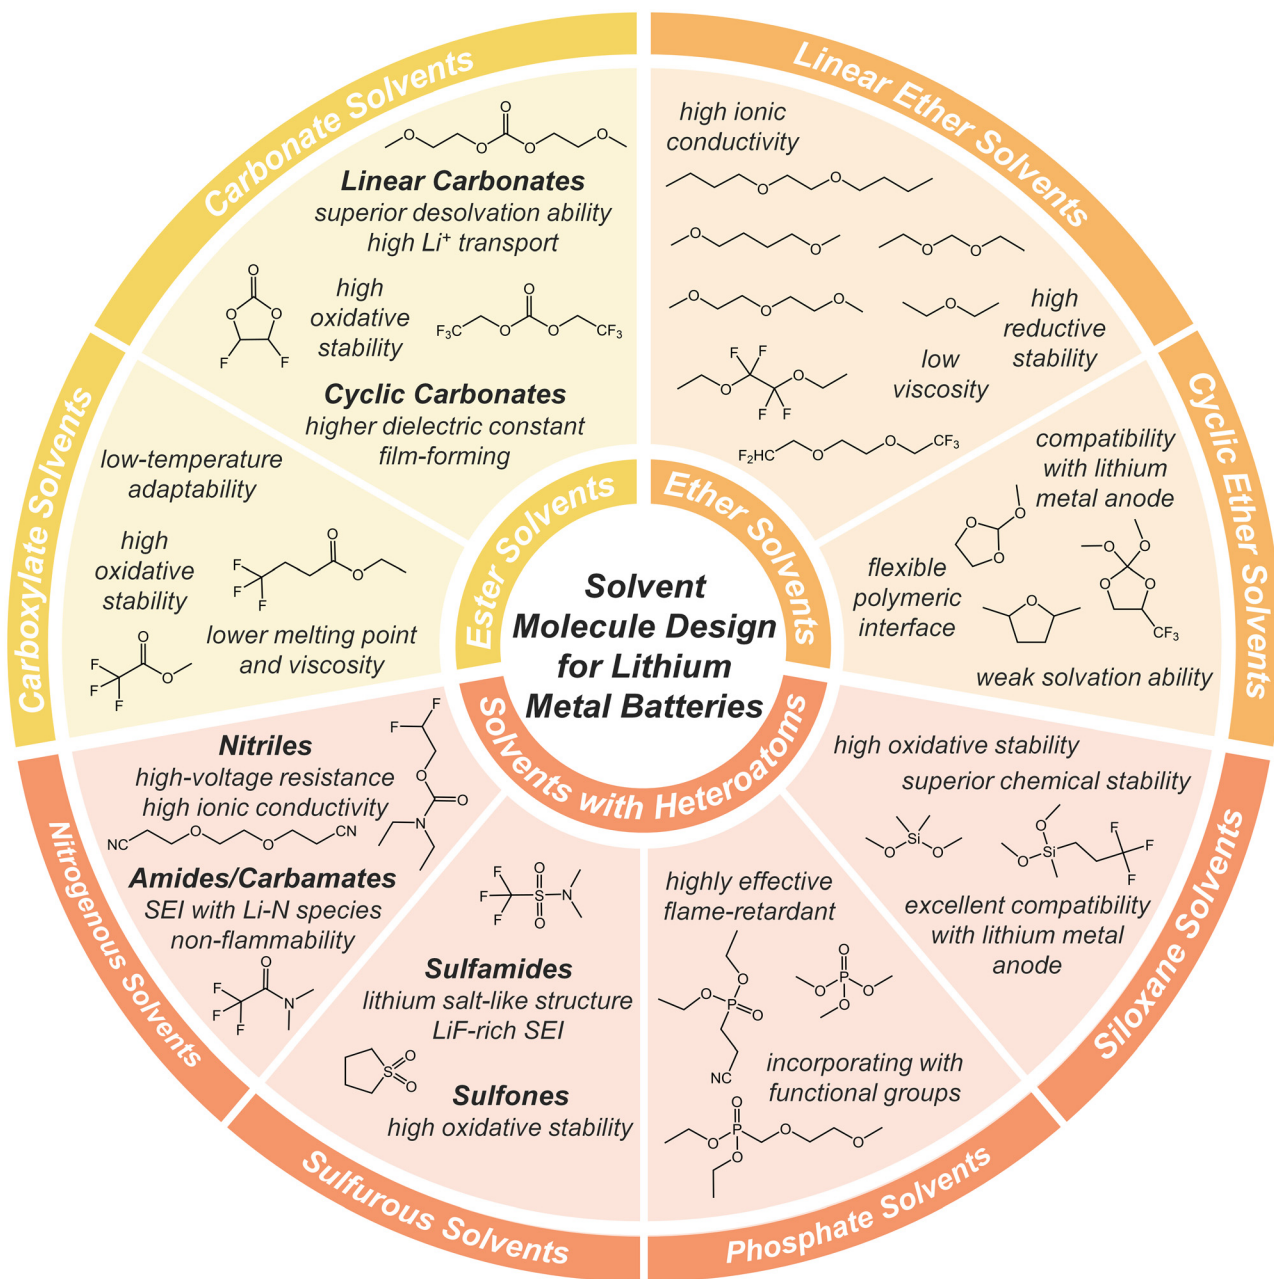 Solvent
Molecule Design
for Lithium
Metal Batteries
Ester Solvents
Ether Solvents
Solvents with Heteroatoms
Carbonate Solvents
O
O
O
O
O
Linear Carbonates
superior desolvation ability
high Li⁺ transport
O
O
O
F
F
high
oxidative
stability
O
F₃C
O
O
CF₃
Cyclic Carbonates
higher dielectric constant
film-forming
Linear Ether Solvents
high ionic
conductivity
O
O
O
O
O
O
O
O
O
O
high
reductive
stability
low
viscosity
F
F
O
O
F
F
F₂HC
O
O
CF₃
Cyclic Ether Solvents
compatibility
with lithium
metal anode
O
O
O
flexible
polymeric
interface
O
O
O
O
O
CF₃
weak solvation ability
Siloxane Solvents
high oxidative stability
superior chemical stability
O
Si
O
O
O
Si
F
F
F
excellent compatibility
with lithium metal
anode
Phosphate Solvents
highly effective
flame-retardant
O
O
P
O
NC
O
O
P
O
O
incorporating with
functional groups
O
O
P
O
O
O
Sulfurous Solvents
F
F
F
O
S
O
N
Sulfamides
lithium salt-like structure
LiF-rich SEI
S
O
O
Sulfones
high oxidative stability
Nitrogenous Solvents
Nitriles
high-voltage resistance
high ionic conductivity
NC
O
O
CN
F
F
O
O
N
Amides/Carbamates
SEI with Li-N species
non-flammability
F
F
F
O
N
Carboxylate Solvents
low-temperature
adaptability
high
oxidative
stability
F
F
F
O
O
lower melting point
and viscosity
F
F
F
O
O